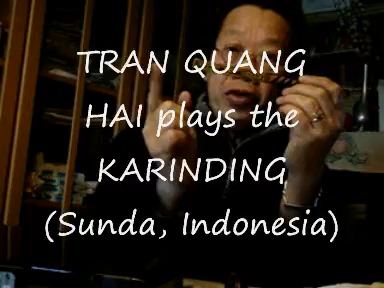 TRAN QUANG
HAI plays the
KARINDING
(Sunda, Indonesia)